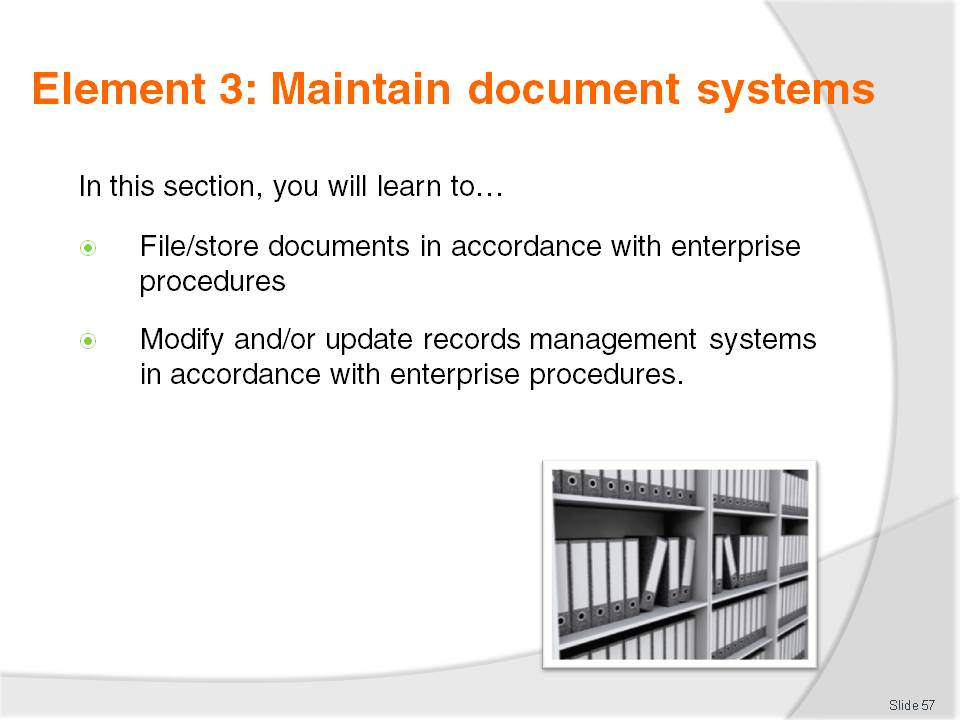 Element 3: Maintain document systems
In this section, you will learn to…
File/store documents in accordance with enterprise
procedures
Modify and/or update records management systems
in accordance with enterprise procedures.
Slide 57